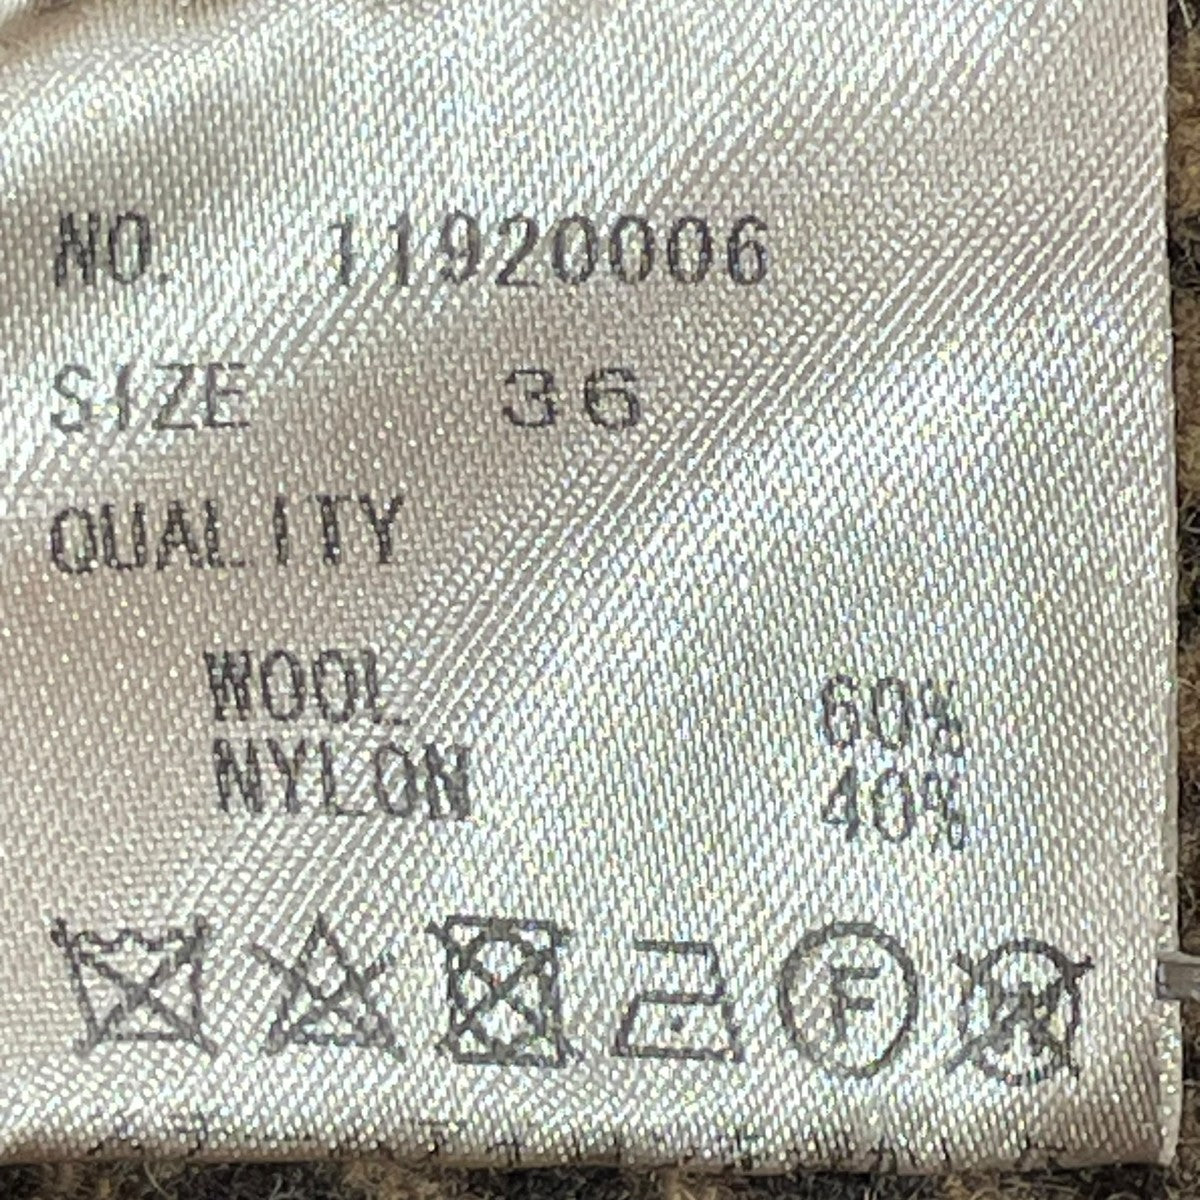 NO. 11920006
SIZE 36
QUALITY
WOOL 60%
NYLON 40%
F W